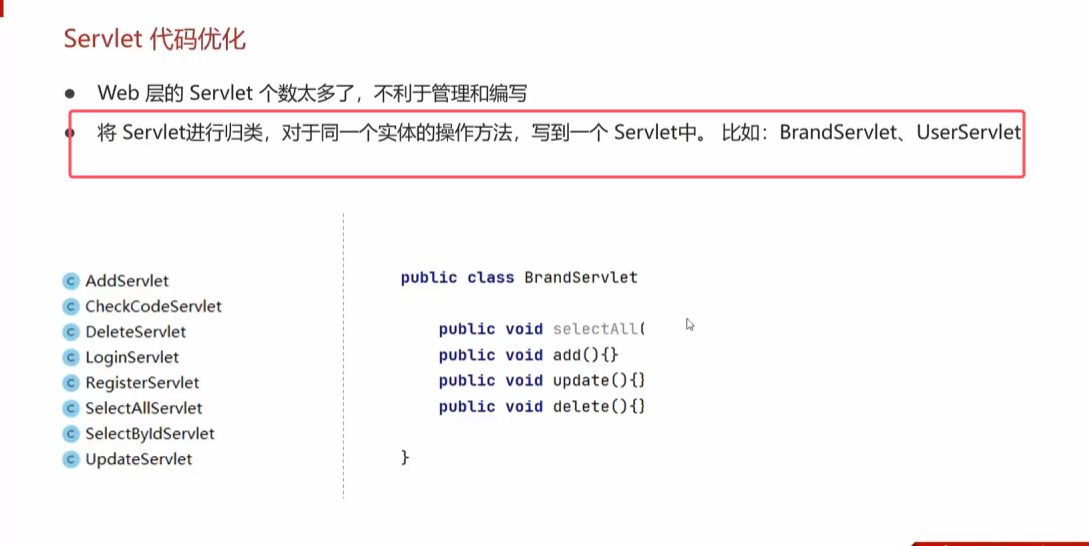 Servlet 代码优化
● Web 层的 Servlet 个数太多了，不利于管理和编写
● 将 Servlet进行归类，对于同一个实体的操作方法，写到一个 Servlet中。 比如：BrandServlet、UserServlet
C AddServlet
C CheckCodeServlet
C DeleteServlet
C LoginServlet
C RegisterServlet
C SelectAllServlet
C SelectByIdServlet
C UpdateServlet
public class BrandServlet
public void selectAll(
public void add(){}
public void update(){}
public void delete(){}
}